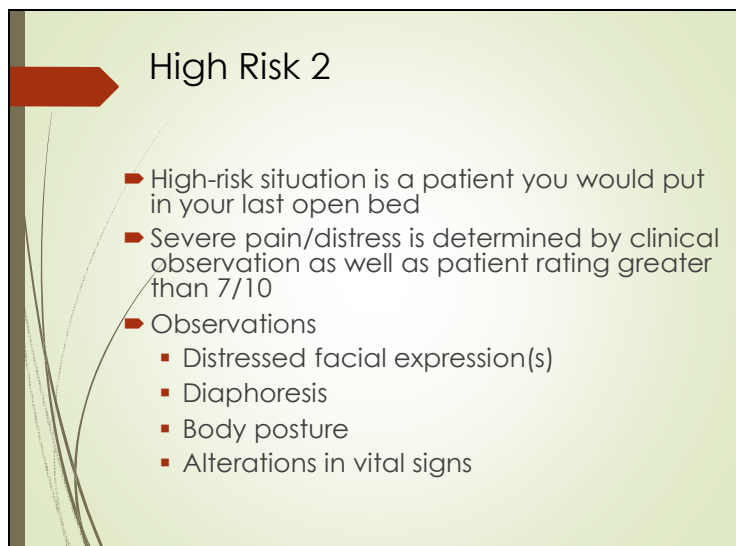 High Risk 2
High-risk situation is a patient you would put
in your last open bed
Severe pain/distress is determined by clinical
observation as well as patient rating greater
than 7/10
Observations
Distressed facial expression(s)
Diaphoresis
Body posture
Alterations in vital signs